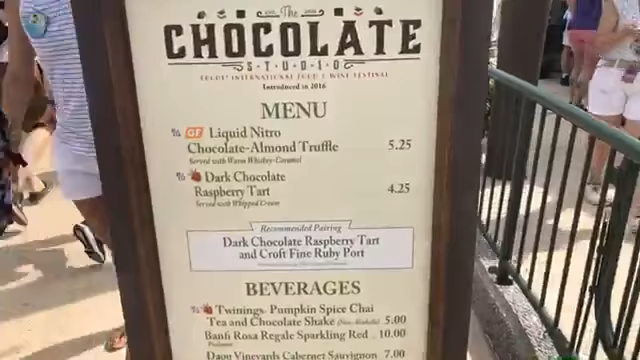 The
CHOCOLATE
S·T·U·D·I·O
EPCOT INTERNATIONAL FOOD & WINE FESTIVAL
Introduced in 2016
MENU
GF Liquid Nitro
Chocolate-Almond Truffle 5.25
Served with Warm Whiskey-Caramel
Dark Chocolate
Raspberry Tart 4.25
Served with Whipped Cream
Recommended Pairing
Dark Chocolate Raspberry Tart
and Croft Fine Ruby Port
BEVERAGES
Twinings Pumpkin Spice Chai
Tea and Chocolate Shake (Non-Alcoholic) 5.00
Banfi Rosa Regale Sparkling Red .. 10.00
Piedmont
Daou Vineyards Cabernet Sauvignon 7.00